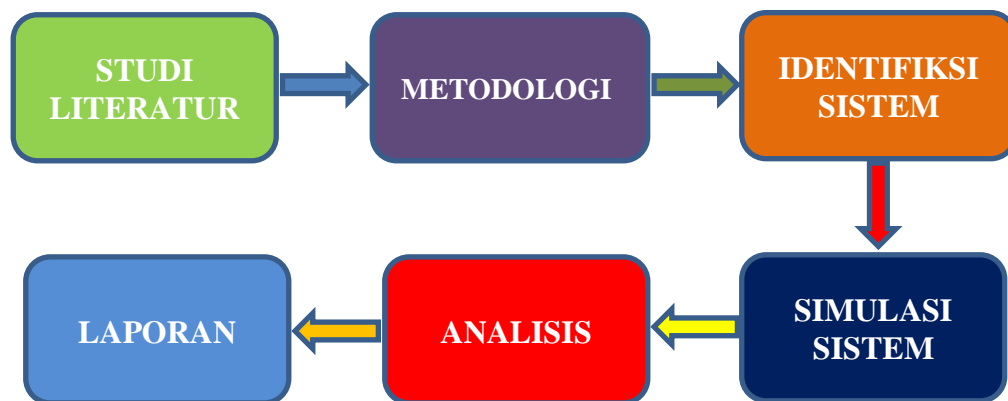 STUDI
LITERATUR
METODOLOGI
IDENTIFIKSI
SISTEM
SIMULASI
SISTEM
ANALISIS
LAPORAN